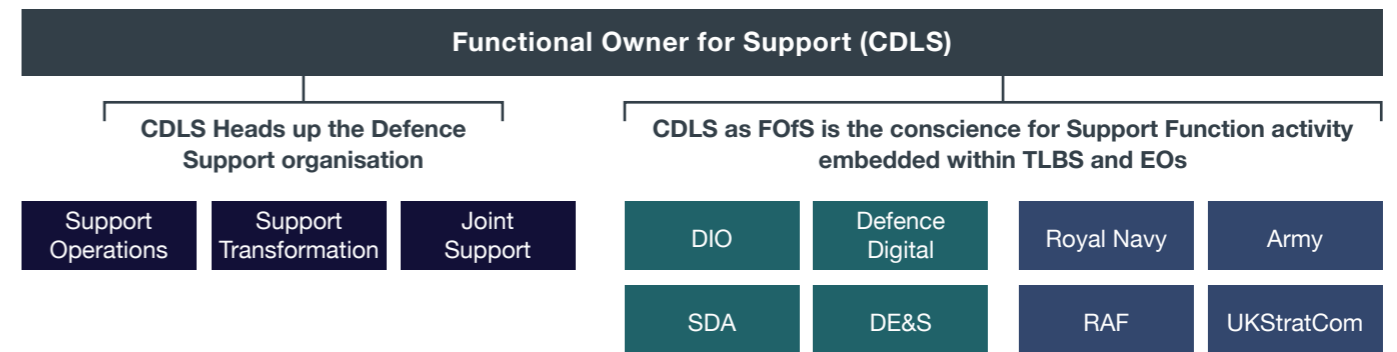 Functional Owner for Support (CDLS)
CDLS Heads up the Defence
Support organisation
CDLS as FOfS is the conscience for Support Function activity
embedded within TLBS and EOs
Support
Operations
Support
Transformation
Joint
Support
DIO
Defence
Digital
Royal Navy
Army
SDA
DE&S
RAF
UKStratCom